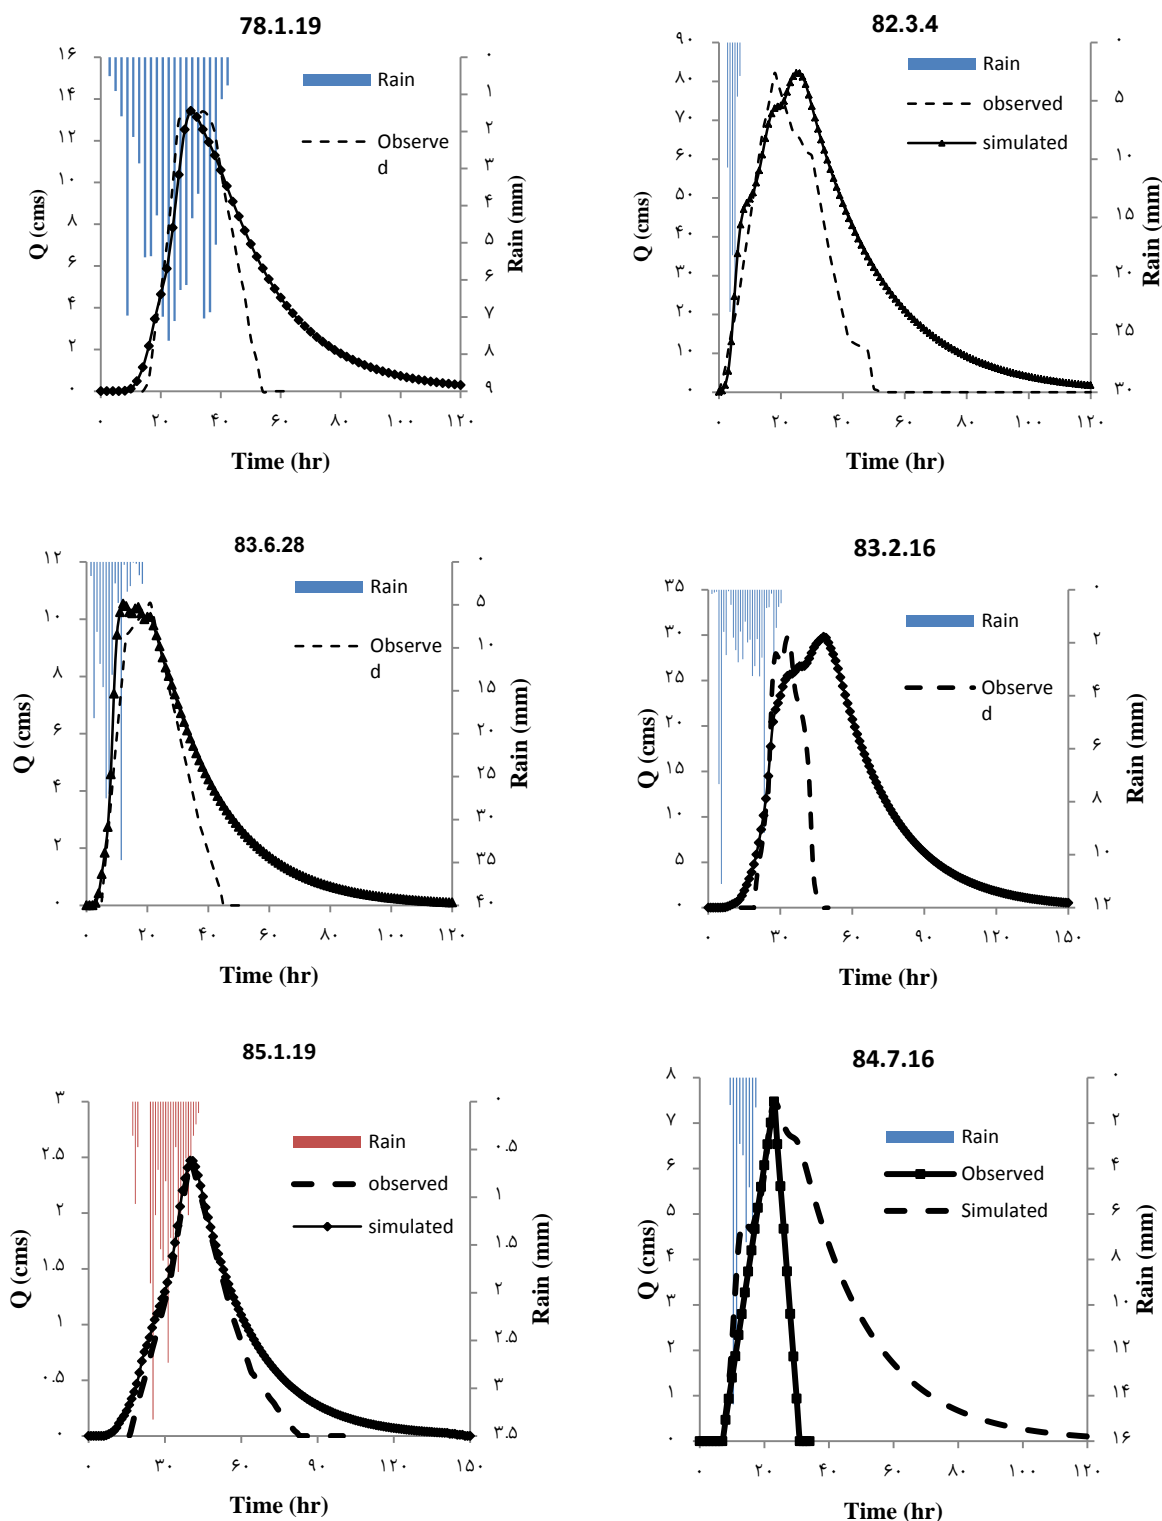 78.1.19
۱۶
۱۴
۱۲
۱۰
۸
۶
۴
۲
۰
Q (cms)
۰
۱
۲
۳
۴
۵
۶
۷
۸
۹
Rain (mm)
Rain
Observe
d
۰ ۲۰ ۴۰ ۶۰ ۸۰ ۱۰۰ ۱۲۰
Time (hr)
82.3.4
۹۰
۸۰
۷۰
۶۰
۵۰
۴۰
۳۰
۲۰
۱۰
۰
Q (cms)
۰
۵
۱۰
۱۵
۲۰
۲۵
۳۰
Rain (mm)
Rain
observed
simulated
۰ ۲۰ ۴۰ ۶۰ ۸۰ ۱۰۰ ۱۲۰
Time (hr)
83.6.28
۱۲
۱۰
۸
۶
۴
۲
۰
Q (cms)
۰
۵
۱۰
۱۵
۲۰
۲۵
۳۰
۳۵
۴۰
Rain (mm)
Rain
Observe
d
۰ ۲۰ ۴۰ ۶۰ ۸۰ ۱۰۰ ۱۲۰
Time (hr)
83.2.16
۳۵
۳۰
۲۵
۲۰
۱۵
۱۰
۵
۰
Q (cms)
۰
۲
۴
۶
۸
۱۰
۱۲
Rain (mm)
Rain
Observe
d
۰ ۳۰ ۶۰ ۹۰ ۱۲۰ ۱۵۰
Time (hr)
85.1.19
۳
۲.۵
۲
۱.۵
۱
۰.۵
۰
Q (cms)
۰
۰.۵
۱
۱.۵
۲
۲.۵
۳
۳.۵
Rain (mm)
Rain
observed
simulated
۰ ۳۰ ۶۰ ۹۰ ۱۲۰ ۱۵۰
Time (hr)
84.7.16
۸
۷
۶
۵
۴
۳
۲
۱
۰
Q (cms)
۰
۲
۴
۶
۸
۱۰
۱۲
۱۴
۱۶
Rain (mm)
Rain
Observed
Simulated
۰ ۲۰ ۴۰ ۶۰ ۸۰ ۱۰۰ ۱۲۰
Time (hr)